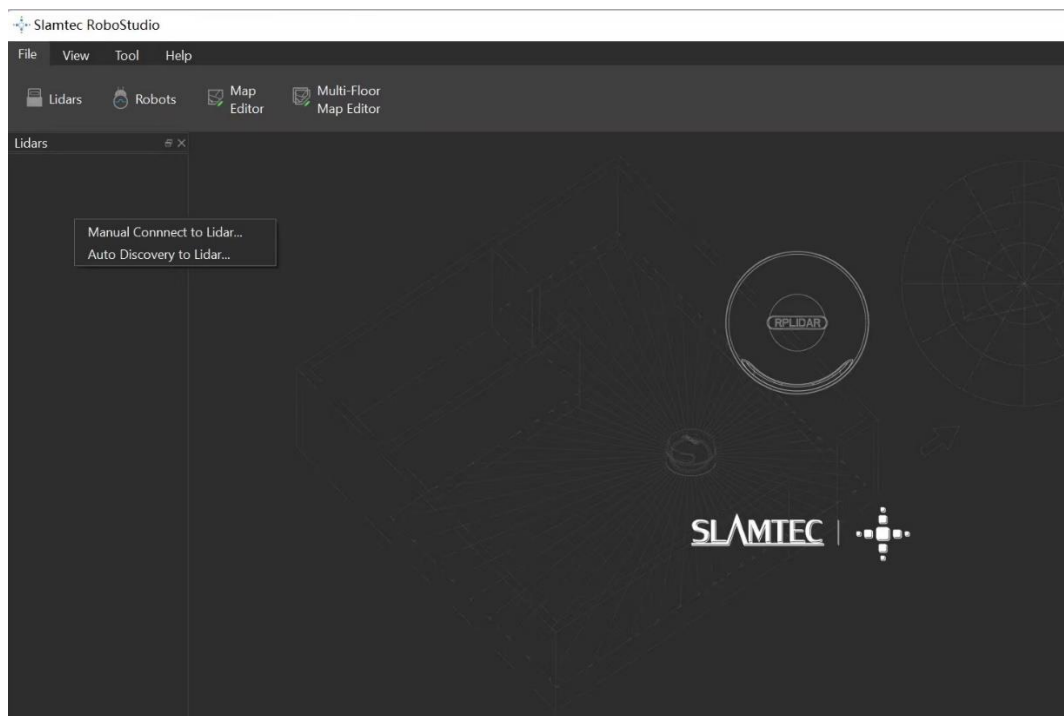 Slamtec RoboStudio
File View Tool Help
Lidars Robots Map Editor Multi-Floor Map Editor
Lidars
Manual Connnect to Lidar...
Auto Discovery to Lidar...
RPLIDAR
SLAMTEC